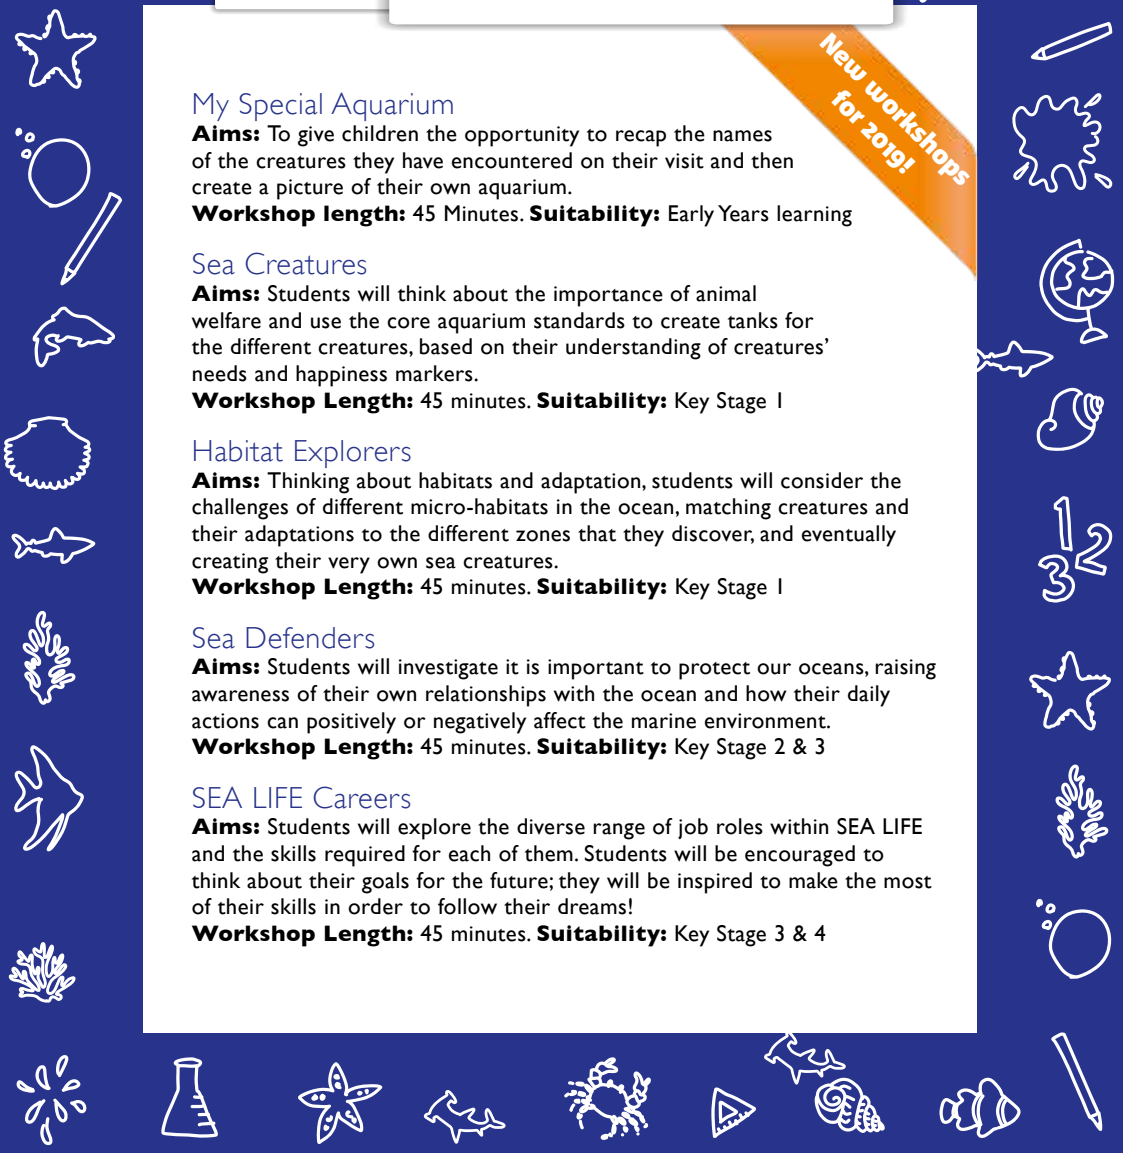 New workshops
for 2019!
My Special Aquarium
Aims: To give children the opportunity to recap the names
of the creatures they have encountered on their visit and then
create a picture of their own aquarium.
Workshop length: 45 Minutes. Suitability: Early Years learning
Sea Creatures
Aims: Students will think about the importance of animal
welfare and use the core aquarium standards to create tanks for
the different creatures, based on their understanding of creatures’
needs and happiness markers.
Workshop Length: 45 minutes. Suitability: Key Stage 1
Habitat Explorers
Aims: Thinking about habitats and adaptation, students will consider the
challenges of different micro-habitats in the ocean, matching creatures and
their adaptations to the different zones that they discover, and eventually
creating their very own sea creatures.
Workshop Length: 45 minutes. Suitability: Key Stage 1
Sea Defenders
Aims: Students will investigate it is important to protect our oceans, raising
awareness of their own relationships with the ocean and how their daily
actions can positively or negatively affect the marine environment.
Workshop Length: 45 minutes. Suitability: Key Stage 2 & 3
SEA LIFE Careers
Aims: Students will explore the diverse range of job roles within SEA LIFE
and the skills required for each of them. Students will be encouraged to
think about their goals for the future; they will be inspired to make the most
of their skills in order to follow their dreams!
Workshop Length: 45 minutes. Suitability: Key Stage 3 & 4
1 2
3